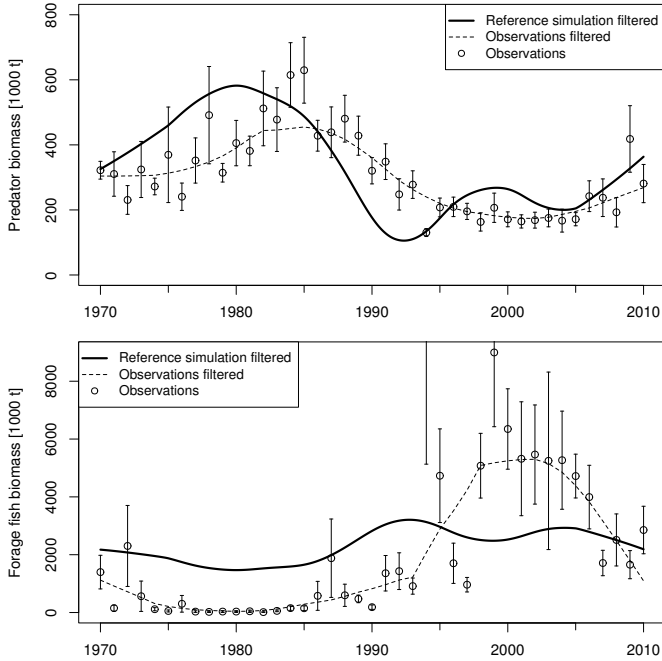 Predator biomass [1000 t]
800
600
400
200
0
Reference simulation filtered
Observations filtered
Observations
1970 1980 1990 2000 2010
Forage fish biomass [1000 t]
8000
6000
4000
2000
0
Reference simulation filtered
Observations filtered
Observations
1970 1980 1990 2000 2010